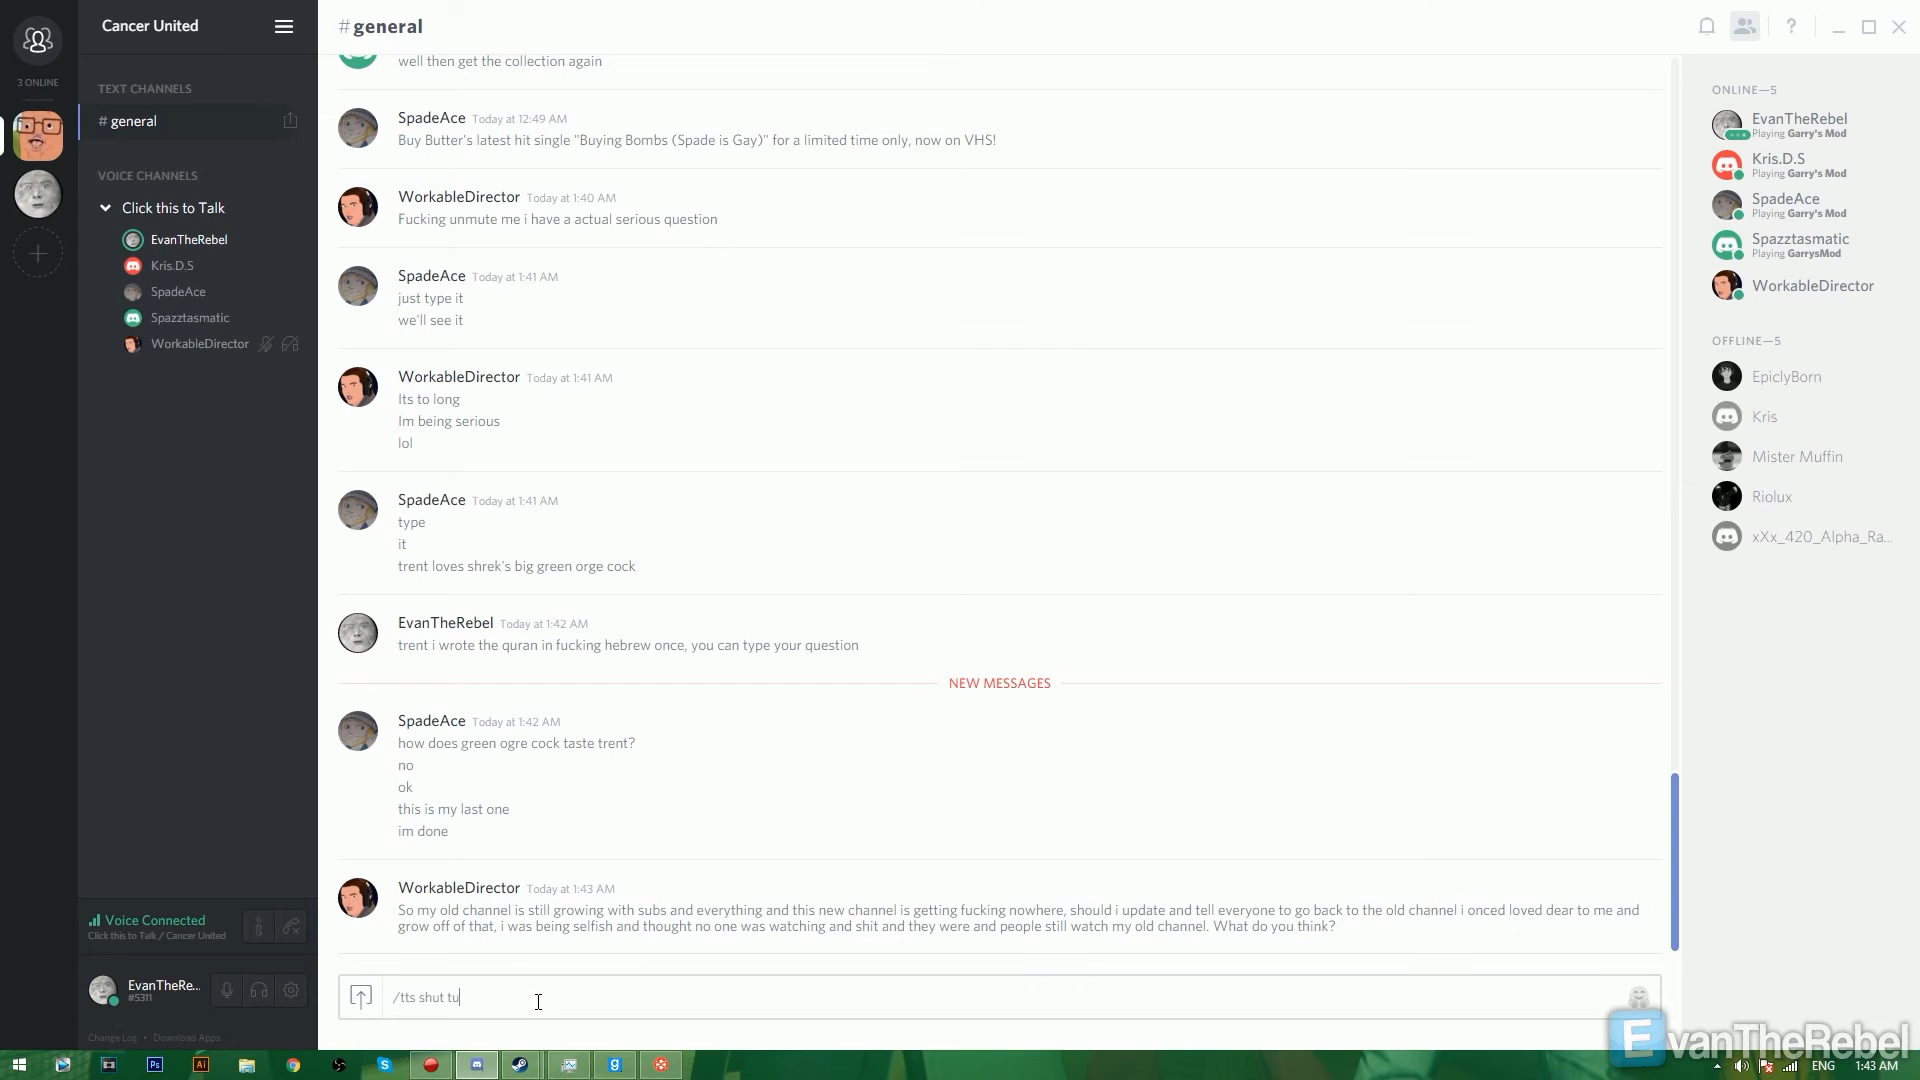 Cancer United
#general
3 ONLINE
TEXT CHANNELS
#general
VOICE CHANNELS
Click this to Talk
EvanTheRebel
Kris.D.S
SpadeAce
Spazztasmatic
WorkableDirector
Voice Connected
Click this to Talk / Cancer United
EvanTheRe...
#5311
Change Log • Download Apps
well then get the collection again
SpadeAce Today at 12:49 AM
Buy Butter's latest hit single "Buying Bombs (Spade is Gay)" for a limited time only, now on VHS!
WorkableDirector Today at 1:40 AM
Fucking unmute me i have a actual serious question
SpadeAce Today at 1:41 AM
just type it
we'll see it
WorkableDirector Today at 1:41 AM
Its to long
Im being serious
lol
SpadeAce Today at 1:41 AM
type
it
trent loves shrek's big green orge cock
EvanTheRebel Today at 1:42 AM
trent i wrote the quran in fucking hebrew once, you can type your question
NEW MESSAGES
SpadeAce Today at 1:42 AM
how does green ogre cock taste trent?
no
ok
this is my last one
im done
WorkableDirector Today at 1:43 AM
So my old channel is still growing with subs and everything and this new channel is getting fucking nowhere, should i update and tell everyone to go back to the old channel i onced loved dear to me and
grow off of that, i was being selfish and thought no one was watching and shit and they were and people still watch my old channel. What do you think?
/tts shut tu
ONLINE—5
EvanTheRebel
Playing Garry's Mod
Kris.D.S
Playing Garry's Mod
SpadeAce
Playing Garry's Mod
Spazztasmatic
Playing GarrysMod
WorkableDirector
OFFLINE—5
EpiclyBorn
Kris
Mister Muffin
Riolux
xXx_420_Alpha_Ra...
EvanTheRebel
Ps
Ai
ENG
1:43 AM